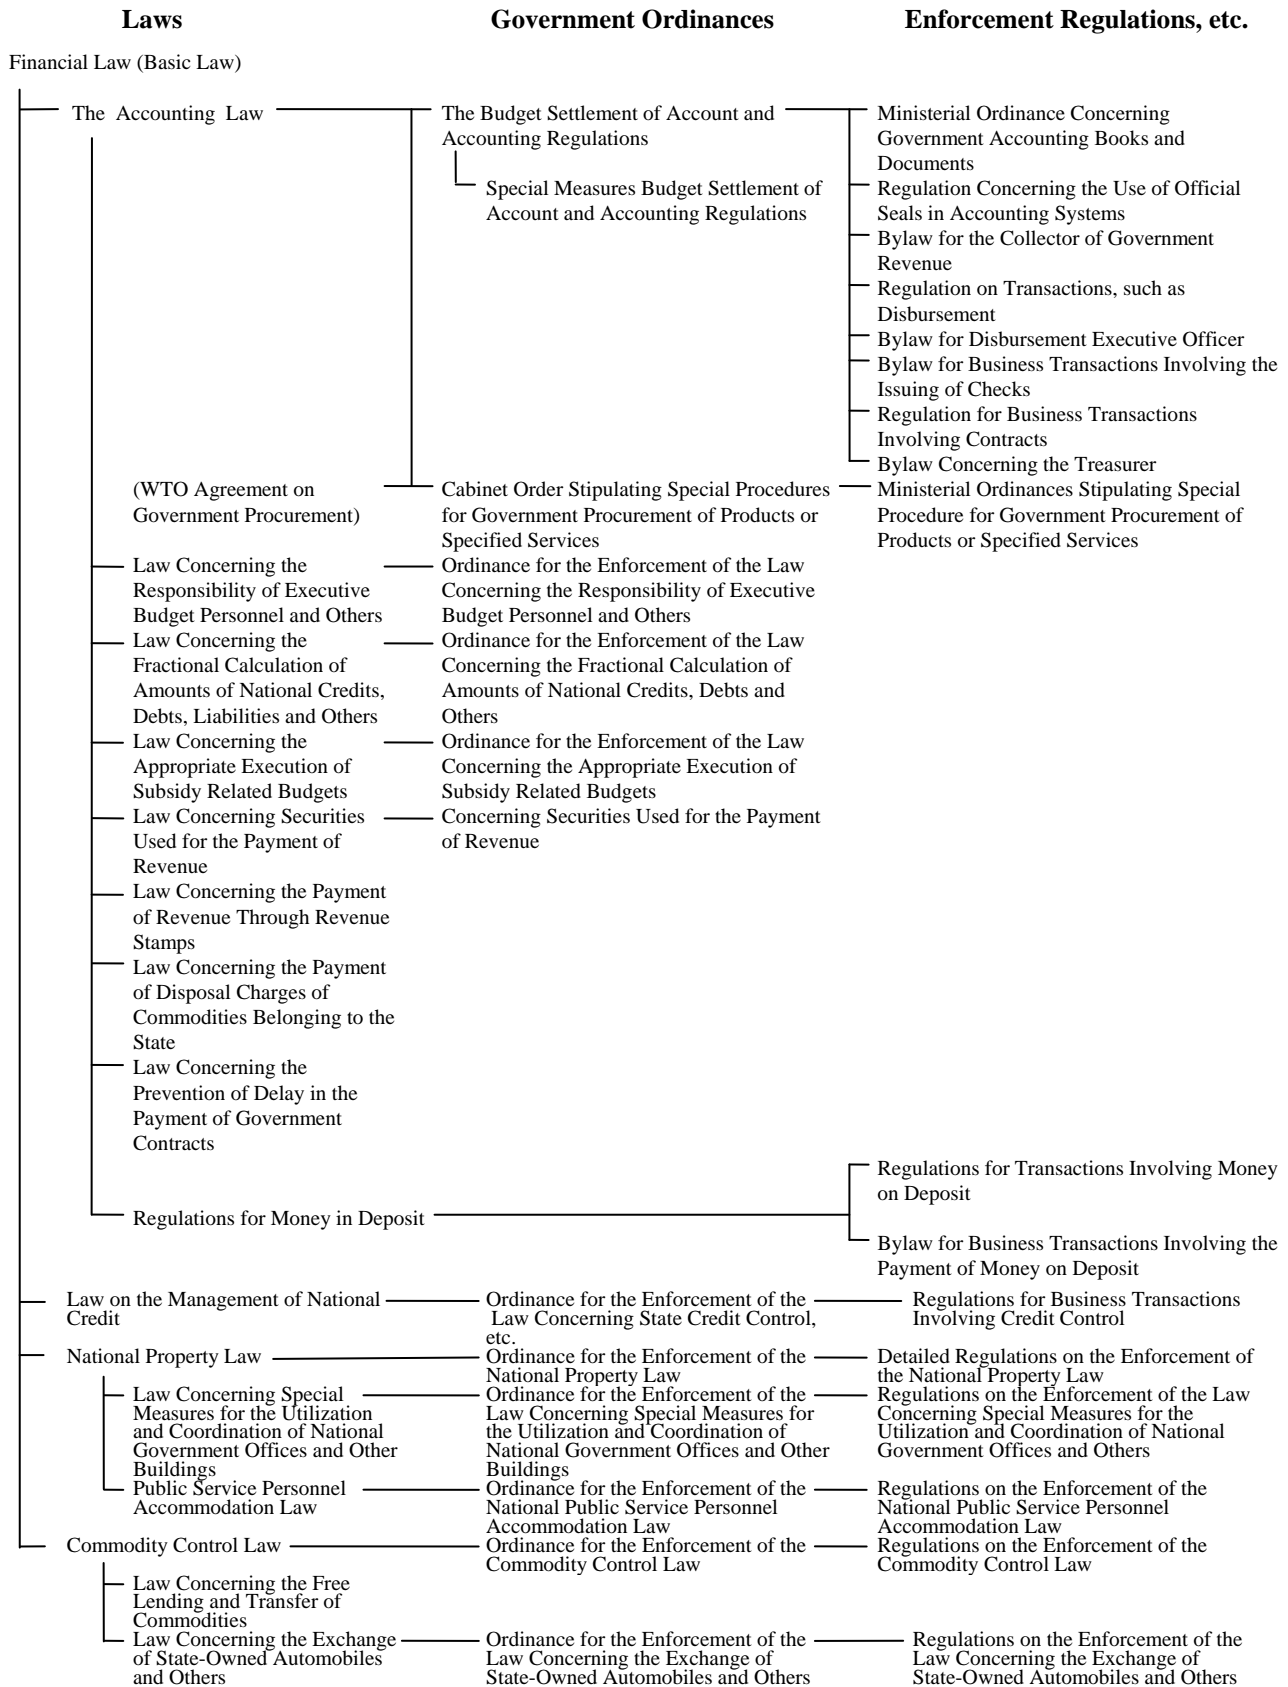 Laws
Government Ordinances
Enforcement Regulations, etc.
Financial Law (Basic Law)
The Accounting Law
The Budget Settlement of Account and
Accounting Regulations
Special Measures Budget Settlement of
Account and Accounting Regulations
Ministerial Ordinance Concerning
Government Accounting Books and
Documents
Regulation Concerning the Use of Official
Seals in Accounting Systems
Bylaw for the Collector of Government
Revenue
Regulation on Transactions, such as
Disbursement
Bylaw for Disbursement Executive Officer
Bylaw for Business Transactions Involving the
Issuing of Checks
Regulation for Business Transactions
Involving Contracts
Bylaw Concerning the Treasurer
(WTO Agreement on
Government Procurement)
Cabinet Order Stipulating Special Procedures
for Government Procurement of Products or
Specified Services
Ministerial Ordinances Stipulating Special
Procedure for Government Procurement of
Products or Specified Services
Law Concerning the
Responsibility of Executive
Budget Personnel and Others
Ordinance for the Enforcement of the Law
Concerning the Responsibility of Executive
Budget Personnel and Others
Law Concerning the
Fractional Calculation of
Amounts of National Credits,
Debts, Liabilities and Others
Ordinance for the Enforcement of the Law
Concerning the Fractional Calculation of
Amounts of National Credits, Debts and
Others
Law Concerning the
Appropriate Execution of
Subsidy Related Budgets
Ordinance for the Enforcement of the Law
Concerning the Appropriate Execution of
Subsidy Related Budgets
Law Concerning Securities
Used for the Payment of
Revenue
Concerning Securities Used for the Payment
of Revenue
Law Concerning the Payment
of Revenue Through Revenue
Stamps
Law Concerning the Payment
of Disposal Charges of
Commodities Belonging to the
State
Law Concerning the
Prevention of Delay in the
Payment of Government
Contracts
Regulations for Money in Deposit
Regulations for Transactions Involving Money
on Deposit
Bylaw for Business Transactions Involving the
Payment of Money on Deposit
Law on the Management of National
Credit
Ordinance for the Enforcement of the
Law Concerning State Credit Control,
etc.
Regulations for Business Transactions
Involving Credit Control
National Property Law
Ordinance for the Enforcement of the
National Property Law
Detailed Regulations on the Enforcement of
the National Property Law
Law Concerning Special
Measures for the Utilization
and Coordination of National
Government Offices and Other
Buildings
Ordinance for the Enforcement of the
Law Concerning Special Measures for
the Utilization and Coordination of
National Government Offices and Other
Buildings
Regulations on the Enforcement of the Law
Concerning Special Measures for the
Utilization and Coordination of National
Government Offices and Others
Public Service Personnel
Accommodation Law
Ordinance for the Enforcement of the
National Public Service Personnel
Accommodation Law
Regulations on the Enforcement of the
National Public Service Personnel
Accommodation Law
Commodity Control Law
Ordinance for the Enforcement of the
Commodity Control Law
Regulations on the Enforcement of the
Commodity Control Law
Law Concerning the Free
Lending and Transfer of
Commodities
Law Concerning the Exchange
of State-Owned Automobiles
and Others
Ordinance for the Enforcement of the
Law Concerning the Exchange of
State-Owned Automobiles and Others
Regulations on the Enforcement of the
Law Concerning the Exchange of
State-Owned Automobiles and Others